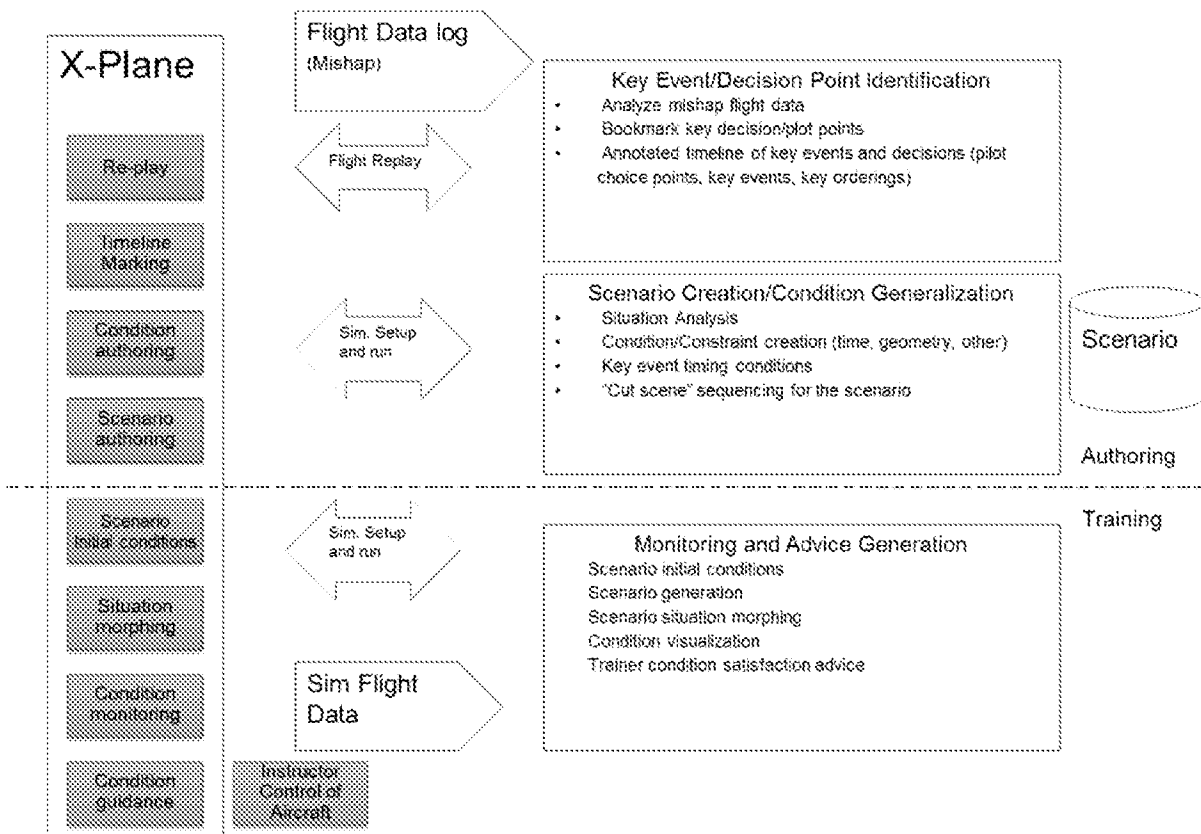 X-Plane
Re-play
Timeline
Marking
Condition
authoring
Scenario
authoring
Scenario
initial conditions
Situation
morphing
Condition
monitoring
Condition
guidance
Instructor
Control of
Aircraft
Flight Data log
(Mishap)
Flight Replay
Sim. Setup
and run
Sim. Setup
and run
Sim Flight
Data
Key Event/Decision Point Identification
• Analyze mishap flight data
• Bookmark key decision/plot points
• Annotated timeline of key events and decisions (pilot
choice points, key events, key orderings)
Scenario Creation/Condition Generalization
• Situation Analysis
• Condition/Constraint creation (time, geometry, other)
• Key event timing conditions
• "Cut scene" sequencing for the scenario
Scenario
Authoring
Training
Monitoring and Advice Generation
Scenario initial conditions
Scenario generation
Scenario situation morphing
Condition visualization
Trainer condition satisfaction advice